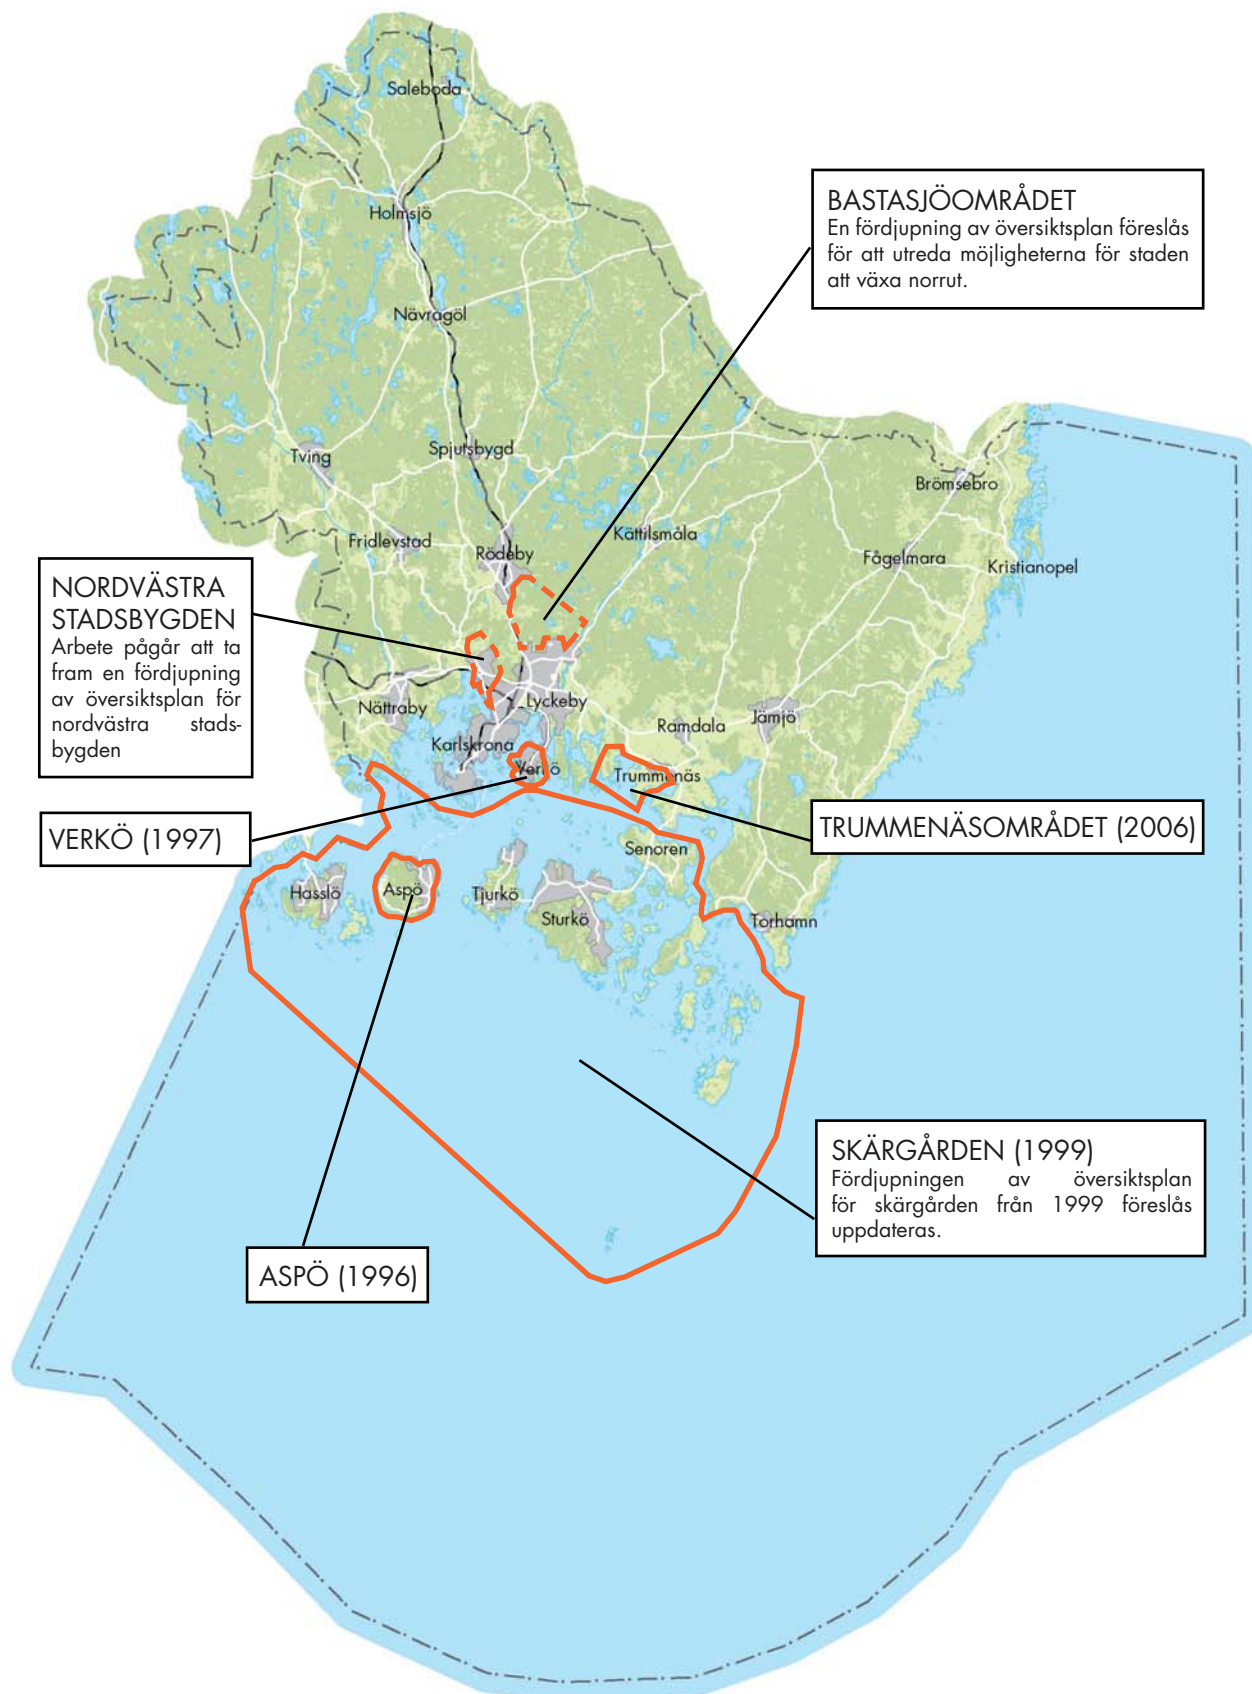 Saleboda
Holmsjö
BASTASJÖOMRÅDET
En fördjupning av översiktsplan föreslås
för att utreda möjligheterna för staden
att växa norrut.
Nävragöl
Spjutsbygd
Tving
Brömsebro
Kättilsmåla
Fridlevstad
Rödeby
Fågelmara
Kristianopel
NORDVÄSTRA
STADSBYGDEN
Arbete pågår att ta
fram en fördjupning
av översiktsplan för
nordvästra stads-
bygden
Nättraby
Lyckeby
Ramdala
Jämjö
Karlskrona
Verkö
Trummenäs
VERKÖ (1997)
TRUMMENÄSOMRÅDET (2006)
Senoren
Hasslö
Aspö
Tjurkö
Sturkö
Torhamn
SKÄRGÅRDEN (1999)
Fördjupningen av översiktsplan
för skärgården från 1999 föreslås
uppdateras.
ASPÖ (1996)